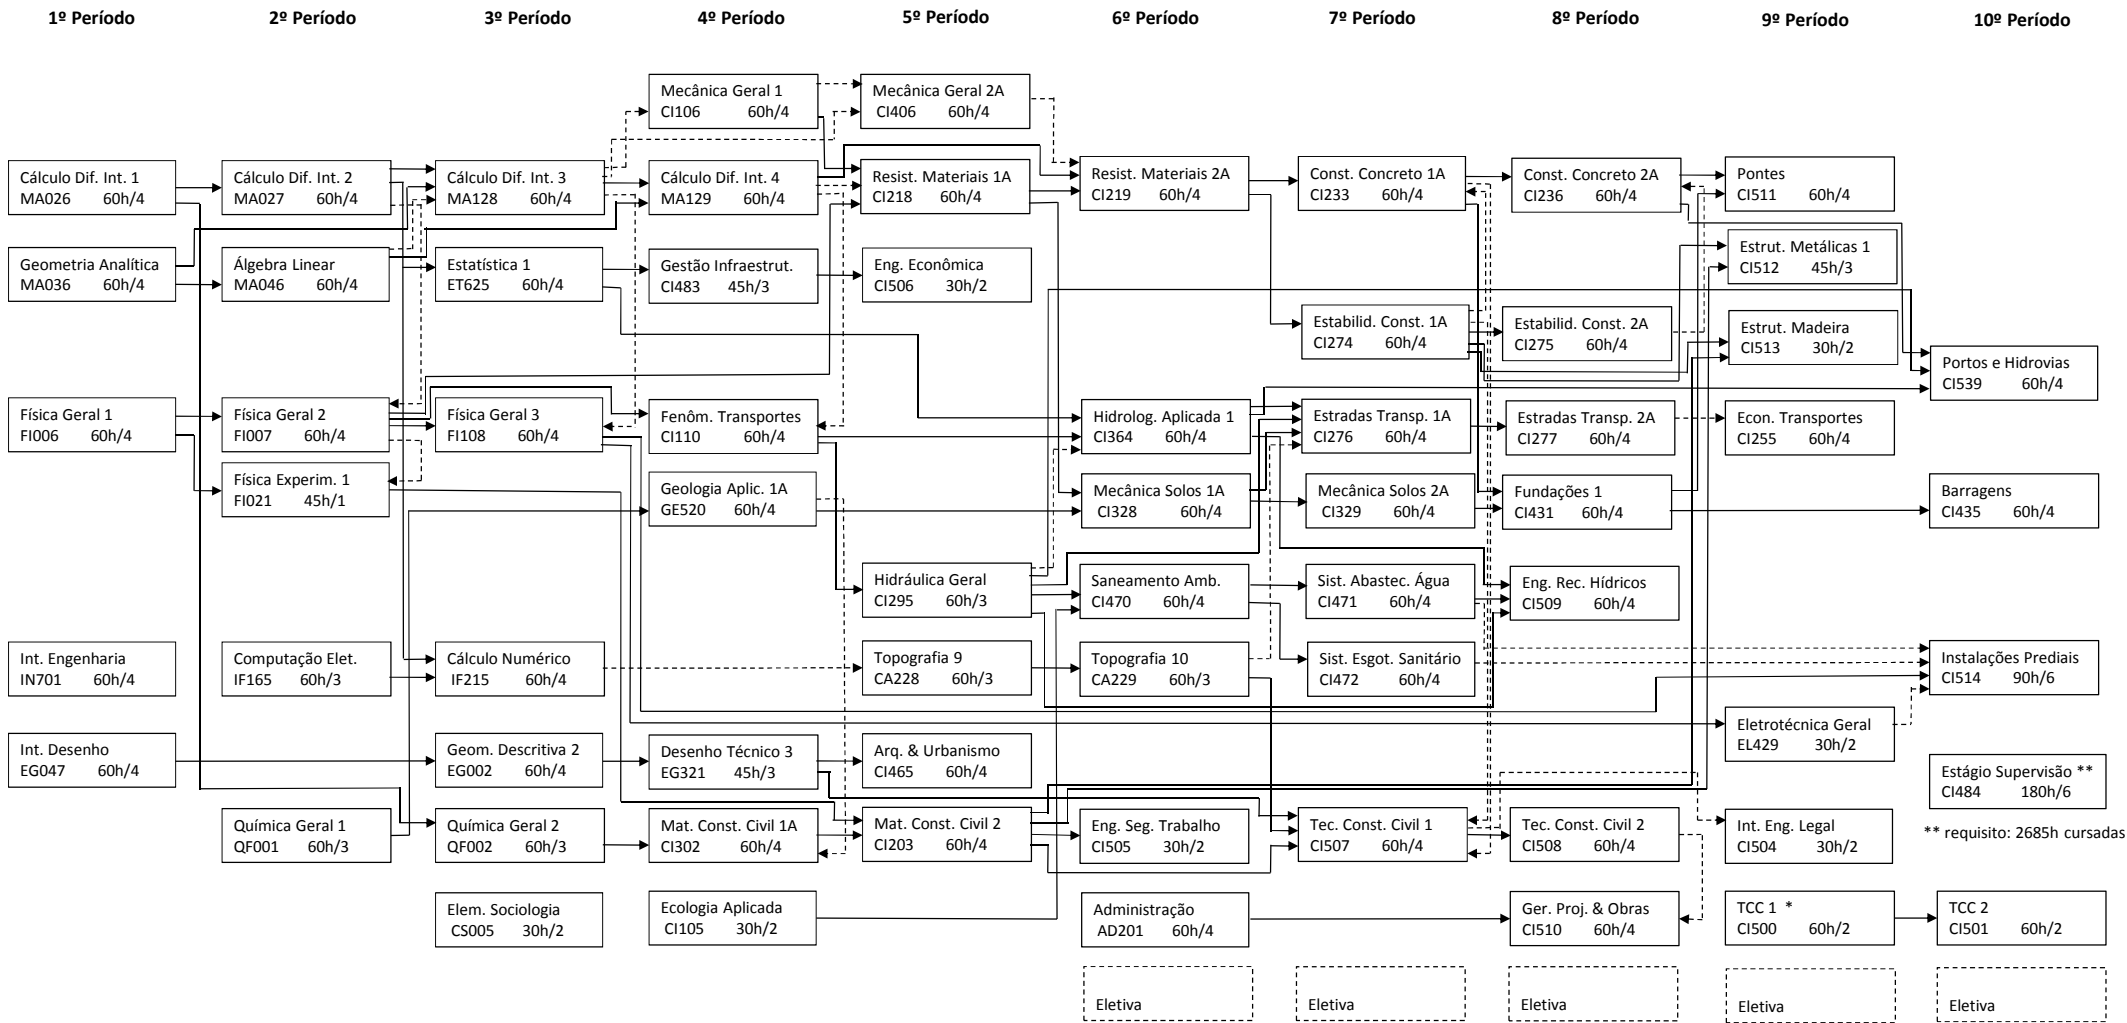 1º Período
2º Período
3º Período
4º Período
5º Período
6º Período
7º Período
8º Período
9º Período
10º Período
Mecânica Geral 1
CI106 60h/4
Mecânica Geral 2A
CI406 60h/4
Cálculo Dif. Int. 1
MA026 60h/4
Cálculo Dif. Int. 2
MA027 60h/4
Cálculo Dif. Int. 3
MA128 60h/4
Cálculo Dif. Int. 4
MA129 60h/4
Resist. Materiais 1A
CI218 60h/4
Resist. Materiais 2A
CI219 60h/4
Const. Concreto 1A
CI233 60h/4
Const. Concreto 2A
CI236 60h/4
Pontes
CI511 60h/4
Geometria Analítica
MA036 60h/4
Álgebra Linear
MA046 60h/4
Estatística 1
ET625 60h/4
Gestão Infraestrut.
CI483 45h/3
Eng. Econômica
CI506 30h/2
Estrut. Metálicas 1
CI512 45h/3
Estabilid. Const. 1A
CI274 60h/4
Estabilid. Const. 2A
CI275 60h/4
Estrut. Madeira
CI513 30h/2
Portos e Hidrovias
CI539 60h/4
Física Geral 1
FI006 60h/4
Física Geral 2
FI007 60h/4
Física Geral 3
FI108 60h/4
Fenôm. Transportes
CI110 60h/4
Hidrolog. Aplicada 1
CI364 60h/4
Estradas Transp. 1A
CI276 60h/4
Estradas Transp. 2A
CI277 60h/4
Econ. Transportes
CI255 60h/4
Física Experim. 1
FI021 45h/1
Geologia Aplic. 1A
GE520 60h/4
Mecânica Solos 1A
CI328 60h/4
Mecânica Solos 2A
CI329 60h/4
Fundações 1
CI431 60h/4
Barragens
CI435 60h/4
Hidráulica Geral
CI295 60h/3
Saneamento Amb.
CI470 60h/4
Sist. Abastec. Água
CI471 60h/4
Eng. Rec. Hídricos
CI509 60h/4
Int. Engenharia
IN701 60h/4
Computação Elet.
IF165 60h/3
Cálculo Numérico
IF215 60h/4
Topografia 9
CA228 60h/3
Topografia 10
CA229 60h/3
Sist. Esgot. Sanitário
CI472 60h/4
Instalações Prediais
CI514 90h/6
Eletrotécnica Geral
EL429 30h/2
Int. Desenho
EG047 60h/4
Geom. Descritiva 2
EG002 60h/4
Desenho Técnico 3
EG321 45h/3
Arq. & Urbanismo
CI465 60h/4
Estágio Supervisão **
CI484 180h/6
** requisito: 2685h cursadas
Química Geral 1
QF001 60h/3
Química Geral 2
QF002 60h/3
Mat. Const. Civil 1A
CI302 60h/4
Mat. Const. Civil 2
CI203 60h/4
Eng. Seg. Trabalho
CI505 30h/2
Tec. Const. Civil 1
CI507 60h/4
Tec. Const. Civil 2
CI508 60h/4
Int. Eng. Legal
CI504 30h/2
Elem. Sociologia
CS005 30h/2
Ecologia Aplicada
CI105 30h/2
Administração
AD201 60h/4
Ger. Proj. & Obras
CI510 60h/4
TCC 1 *
CI500 60h/2
TCC 2
CI501 60h/2
Eletiva
Eletiva
Eletiva
Eletiva
Eletiva